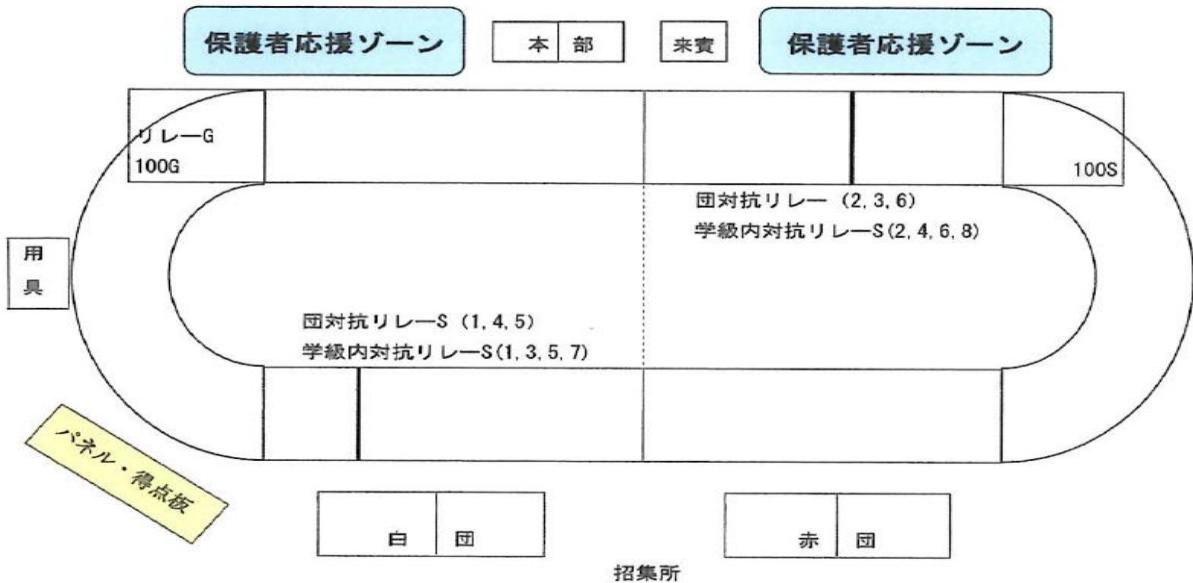 保護者応援ゾーン
本部
来賓
保護者応援ゾーン
リレーG
100G
100S
団対抗リレー (2,3,6)
学級内対抗リレーS(2,4,6,8)
用具
団対抗リレーS (1,4,5)
学級内対抗リレーS(1,3,5,7)
パネル・得点板
白団
赤団
招集所